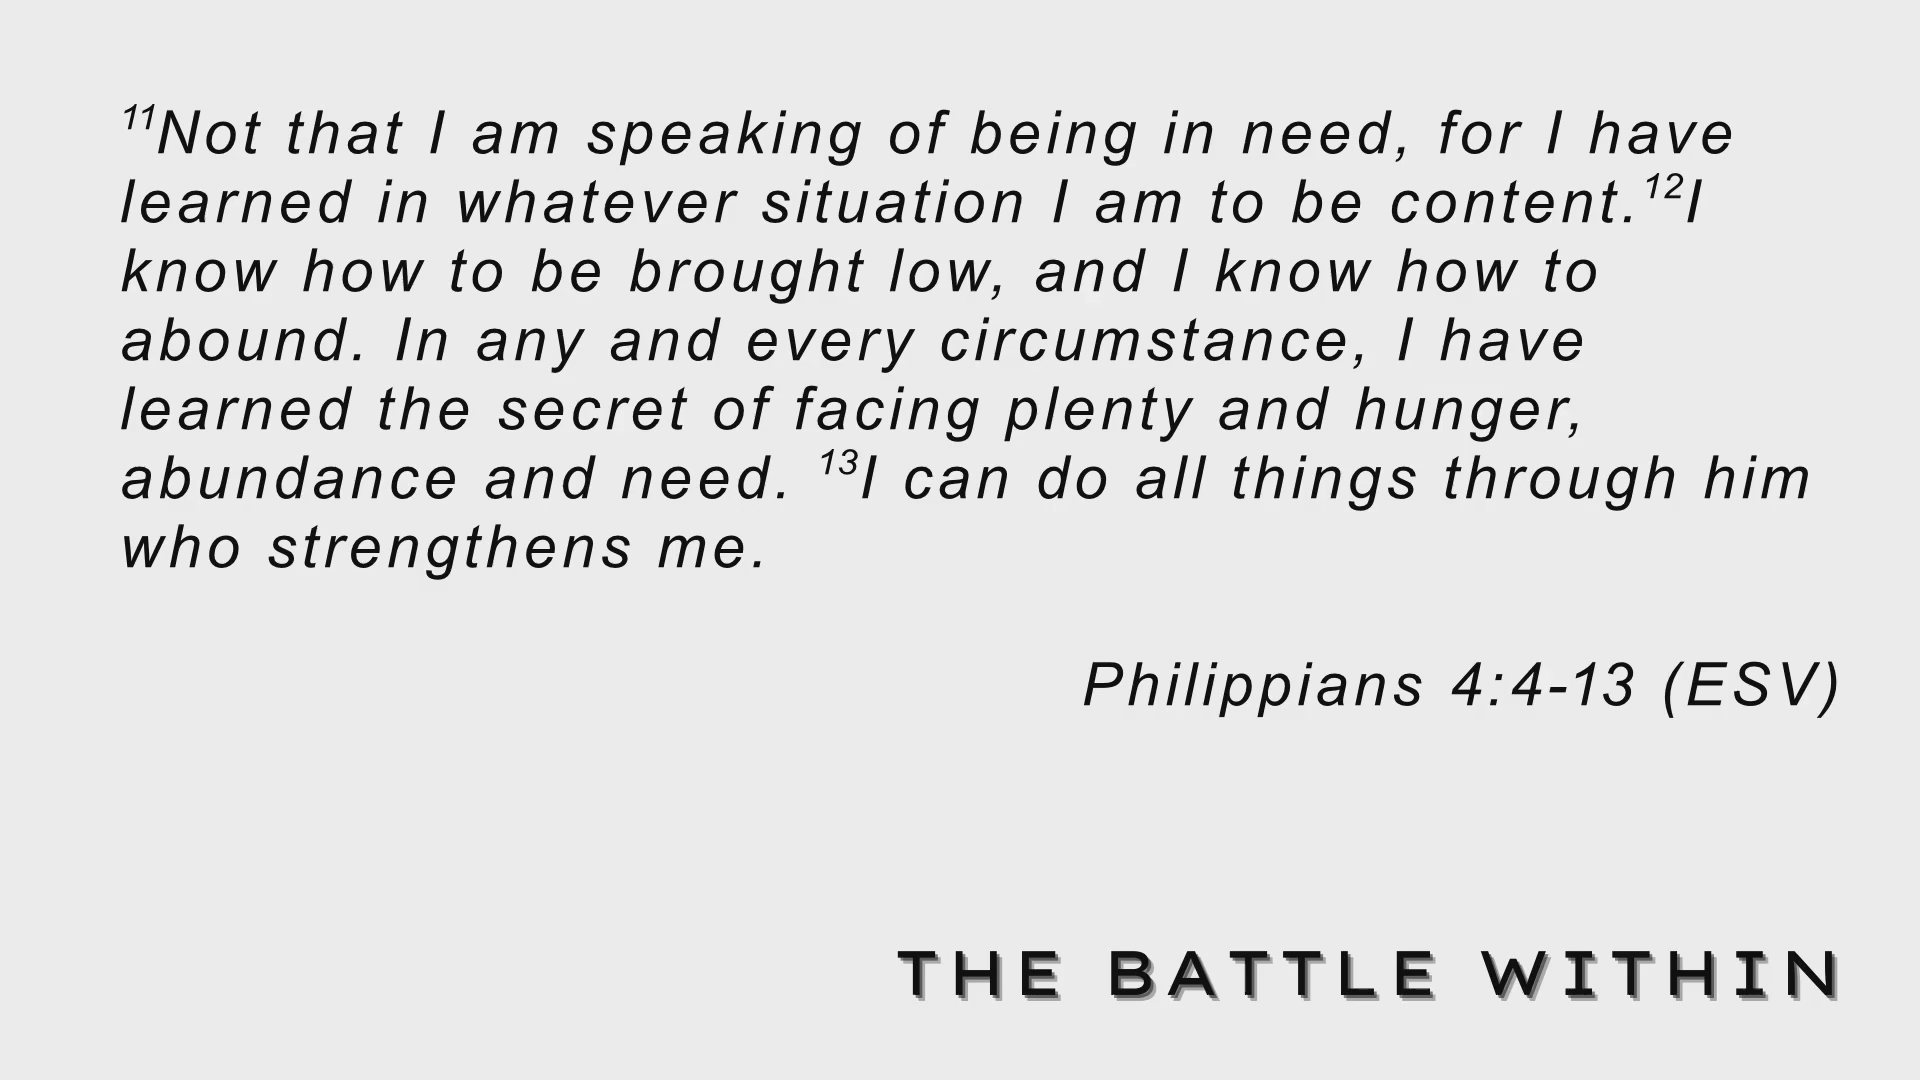 ¹¹Not that I am speaking of being in need, for I have
learned in whatever situation I am to be content.¹²I
know how to be brought low, and I know how to
abound. In any and every circumstance, I have
learned the secret of facing plenty and hunger,
abundance and need. ¹³I can do all things through him
who strengthens me.
Philippians 4:4-13 (ESV)
THE BATTLE WITHIN